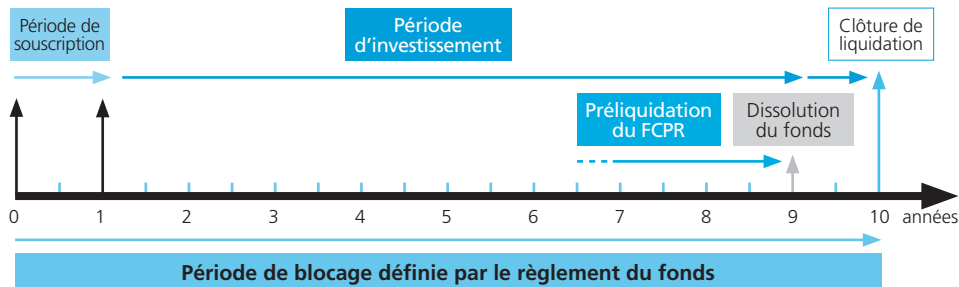 Période de
souscription
Période
d'investissement
Clôture de
liquidation
Préliquidation
du FCPR
Dissolution
du fonds
0 1 2 3 4 5 6 7 8 9 10 années
Période de blocage définie par le règlement du fonds